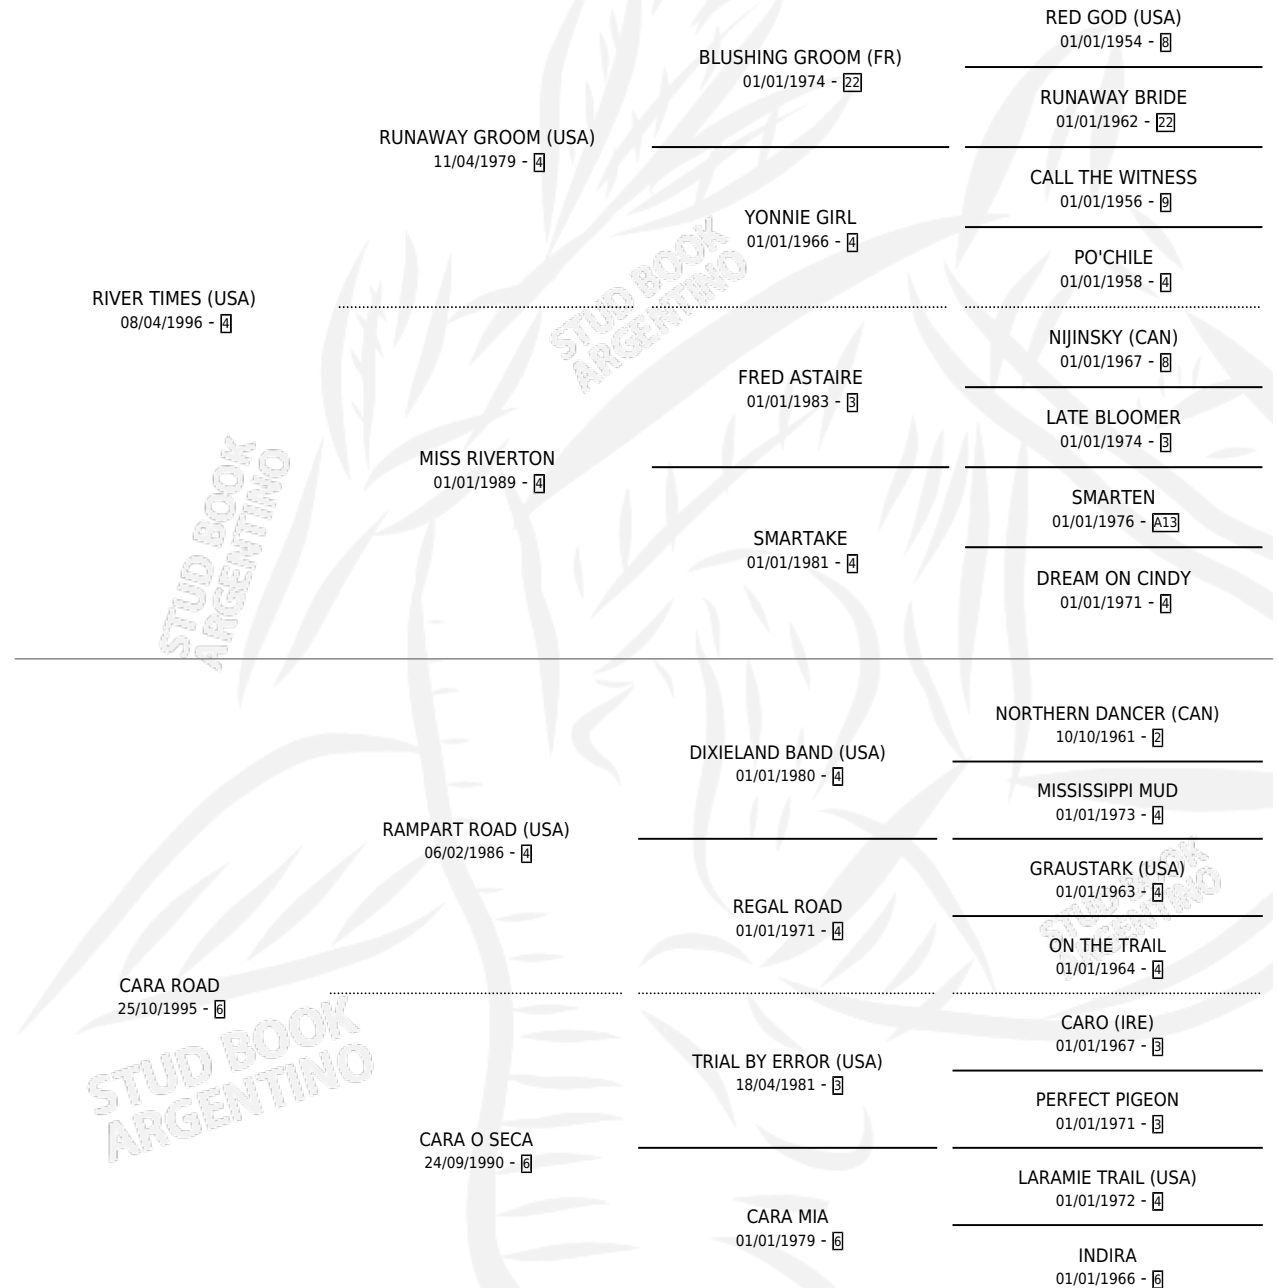 RED GOD (USA)
01/01/1954 - 8
BLUSHING GROOM (FR)
01/01/1974 - 22
RUNAWAY BRIDE
01/01/1962 - 22
RUNAWAY GROOM (USA)
11/04/1979 - 4
CALL THE WITNESS
01/01/1956 - 9
YONNIE GIRL
01/01/1966 - 4
PO'CHILE
01/01/1958 - 4
RIVER TIMES (USA)
08/04/1996 - 4
NIJINSKY (CAN)
01/01/1967 - 8
FRED ASTAIRE
01/01/1983 - 3
LATE BLOOMER
01/01/1974 - 3
MISS RIVERTON
01/01/1989 - 4
SMARTEN
01/01/1976 - A13
SMARTAKE
01/01/1981 - 4
DREAM ON CINDY
01/01/1971 - 4
STUD BOOK
ARGENTINO
STUD BOOK
ARGENTINO
NORTHERN DANCER (CAN)
10/10/1961 - 2
DIXIELAND BAND (USA)
01/01/1980 - 4
MISSISSIPPI MUD
01/01/1973 - 4
RAMPART ROAD (USA)
06/02/1986 - 4
GRAUSTARK (USA)
01/01/1963 - 4
REGAL ROAD
01/01/1971 - 4
ON THE TRAIL
01/01/1964 - 4
CARA ROAD
25/10/1995 - 6
CARO (IRE)
01/01/1967 - 3
TRIAL BY ERROR (USA)
18/04/1981 - 3
PERFECT PIGEON
01/01/1971 - 3
CARA O SECA
24/09/1990 - 6
LARAMIE TRAIL (USA)
01/01/1972 - 4
CARA MIA
01/01/1979 - 6
INDIRA
01/01/1966 - 6
STUD BOOK
ARGENTINO
STUD BOOK
ARGENTINO